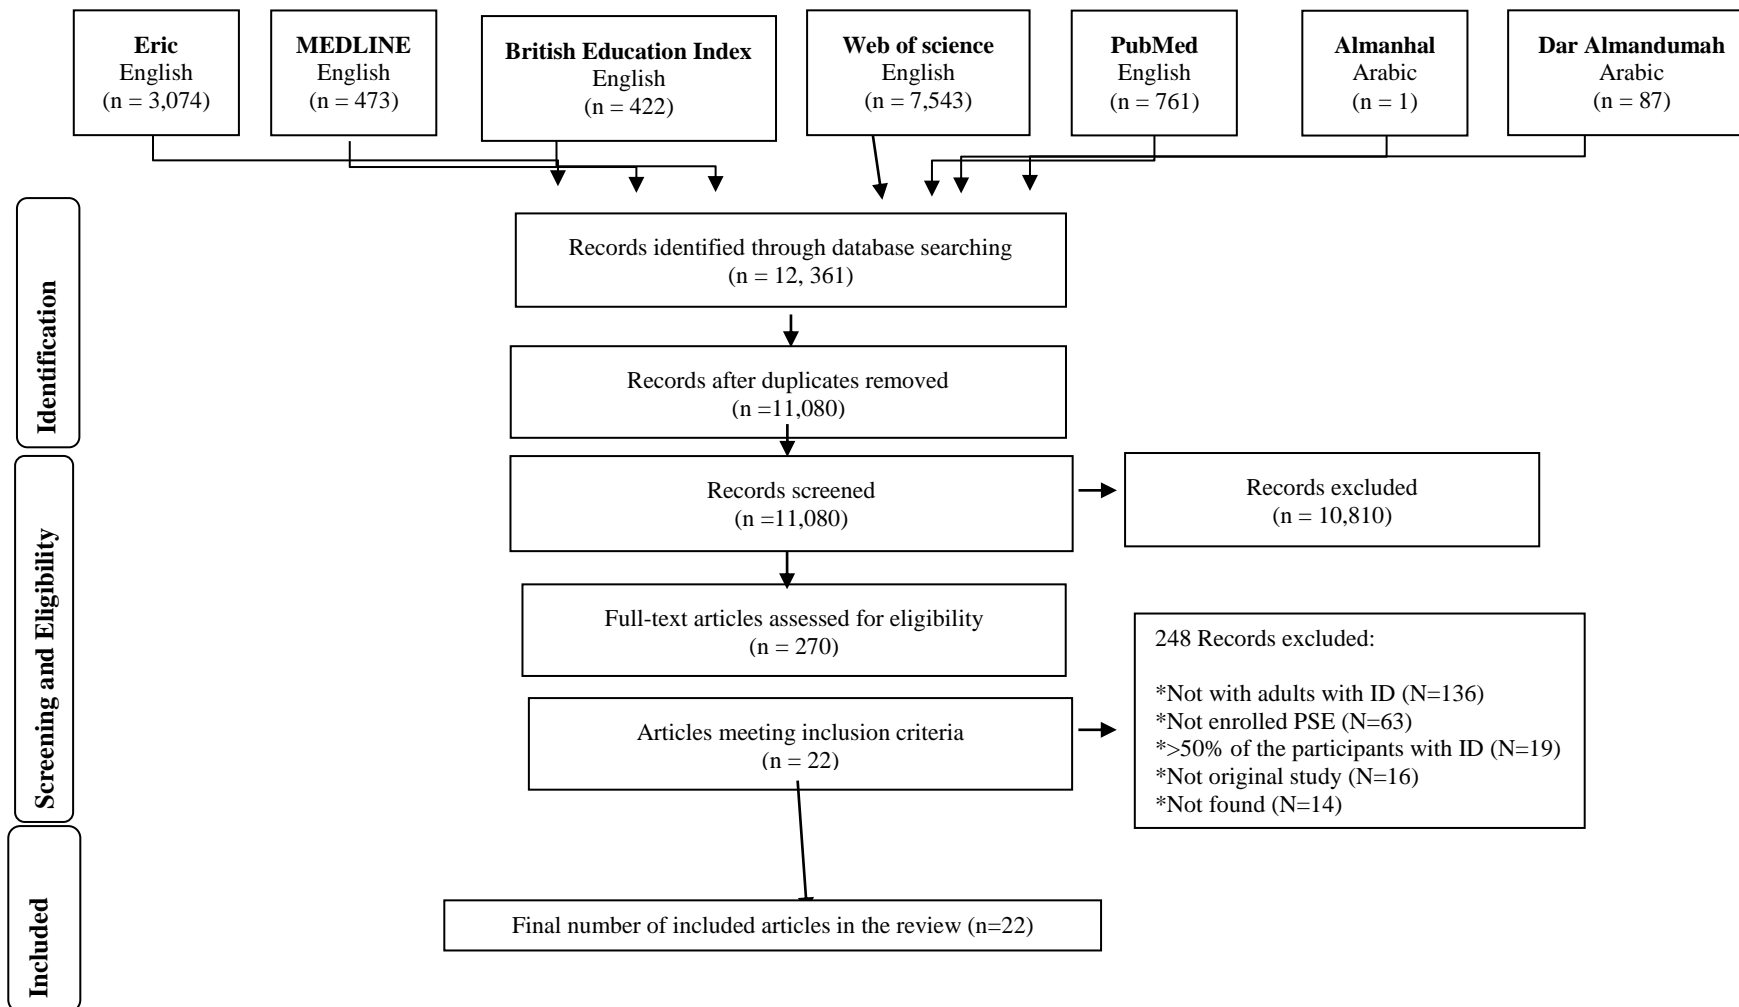 Eric
English
(n = 3,074)
MEDLINE
English
(n = 473)
British Education Index
English
(n = 422)
Web of science
English
(n = 7,543)
PubMed
English
(n = 761)
Almanhal
Arabic
(n = 1)
Dar Almandumah
Arabic
(n = 87)
Identification
Records identified through database searching
(n = 12, 361)
Records after duplicates removed
(n =11,080)
Screening and Eligibility
Records screened
(n =11,080)
Records excluded
(n = 10,810)
Full-text articles assessed for eligibility
(n = 270)
248 Records excluded:
*Not with adults with ID (N=136)
*Not enrolled PSE (N=63)
*>50% of the participants with ID (N=19)
*Not original study (N=16)
*Not found (N=14)
Articles meeting inclusion criteria
(n = 22)
Included
Final number of included articles in the review (n=22)